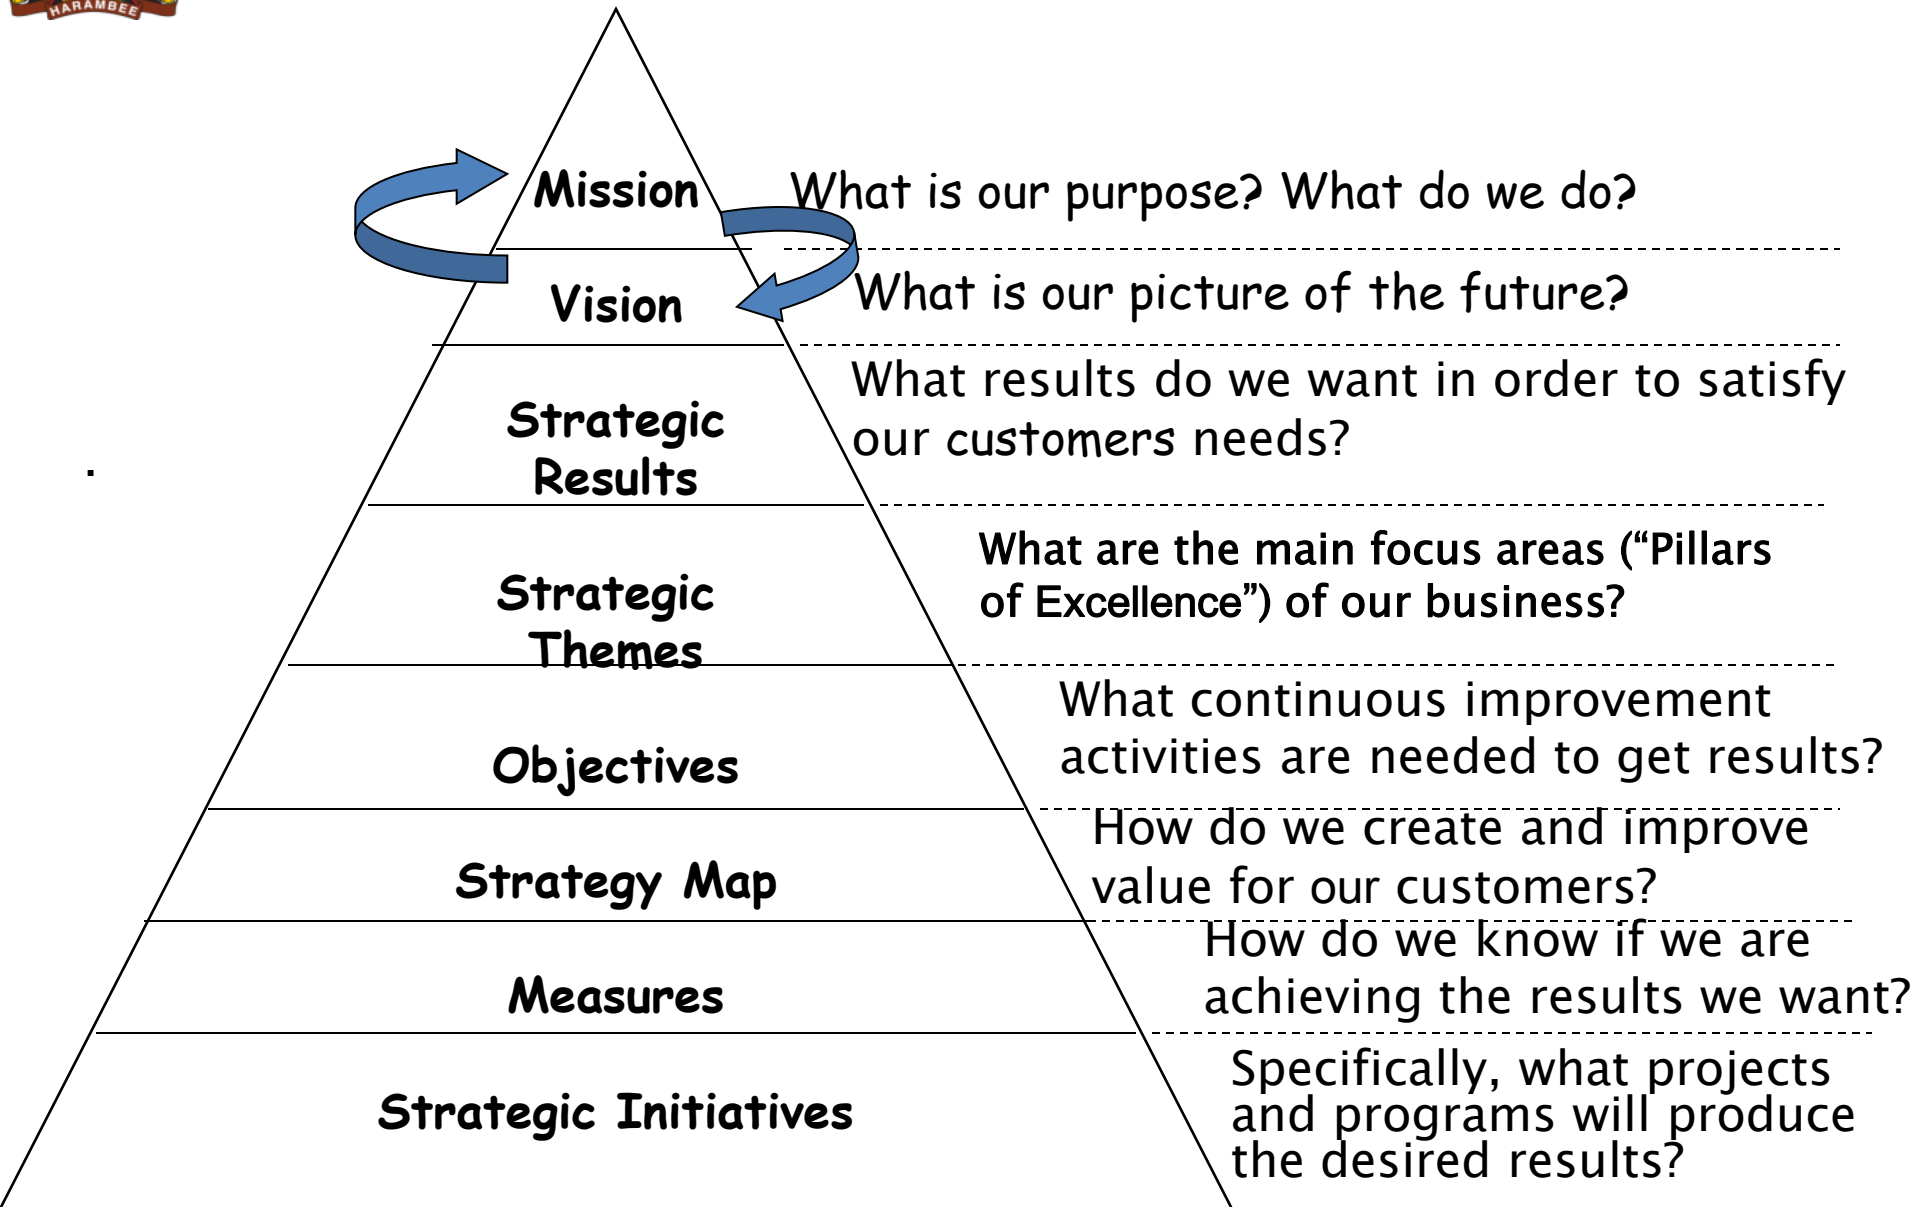 HARAMBEE
Mission
What is our purpose? What do we do?
Vision
What is our picture of the future?
Strategic
Results
What results do we want in order to satisfy
our customers needs?
.
Strategic
Themes
What are the main focus areas (“Pillars
of Excellence”) of our business?
Objectives
What continuous improvement
activities are needed to get results?
Strategy Map
How do we create and improve
value for our customers?
Measures
How do we know if we are
achieving the results we want?
Strategic Initiatives
Specifically, what projects
and programs will produce
the desired results?